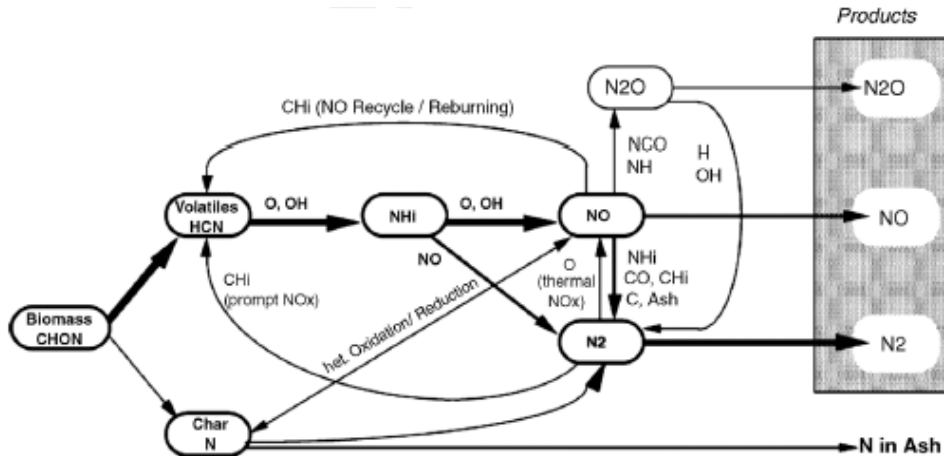 Products
N2O
N2O
CHi (NO Recycle / Reburning)
NCO
NH
H
OH
Volatiles
HCN
O, OH
NHi
O, OH
NO
NO
NO
CHi
(prompt NOx)
O
(thermal
NOx)
NHi
CO, CHi
C, Ash
het. Oxidation/ Reduction
Biomass
CHON
N2
N2
Char
N
N in Ash